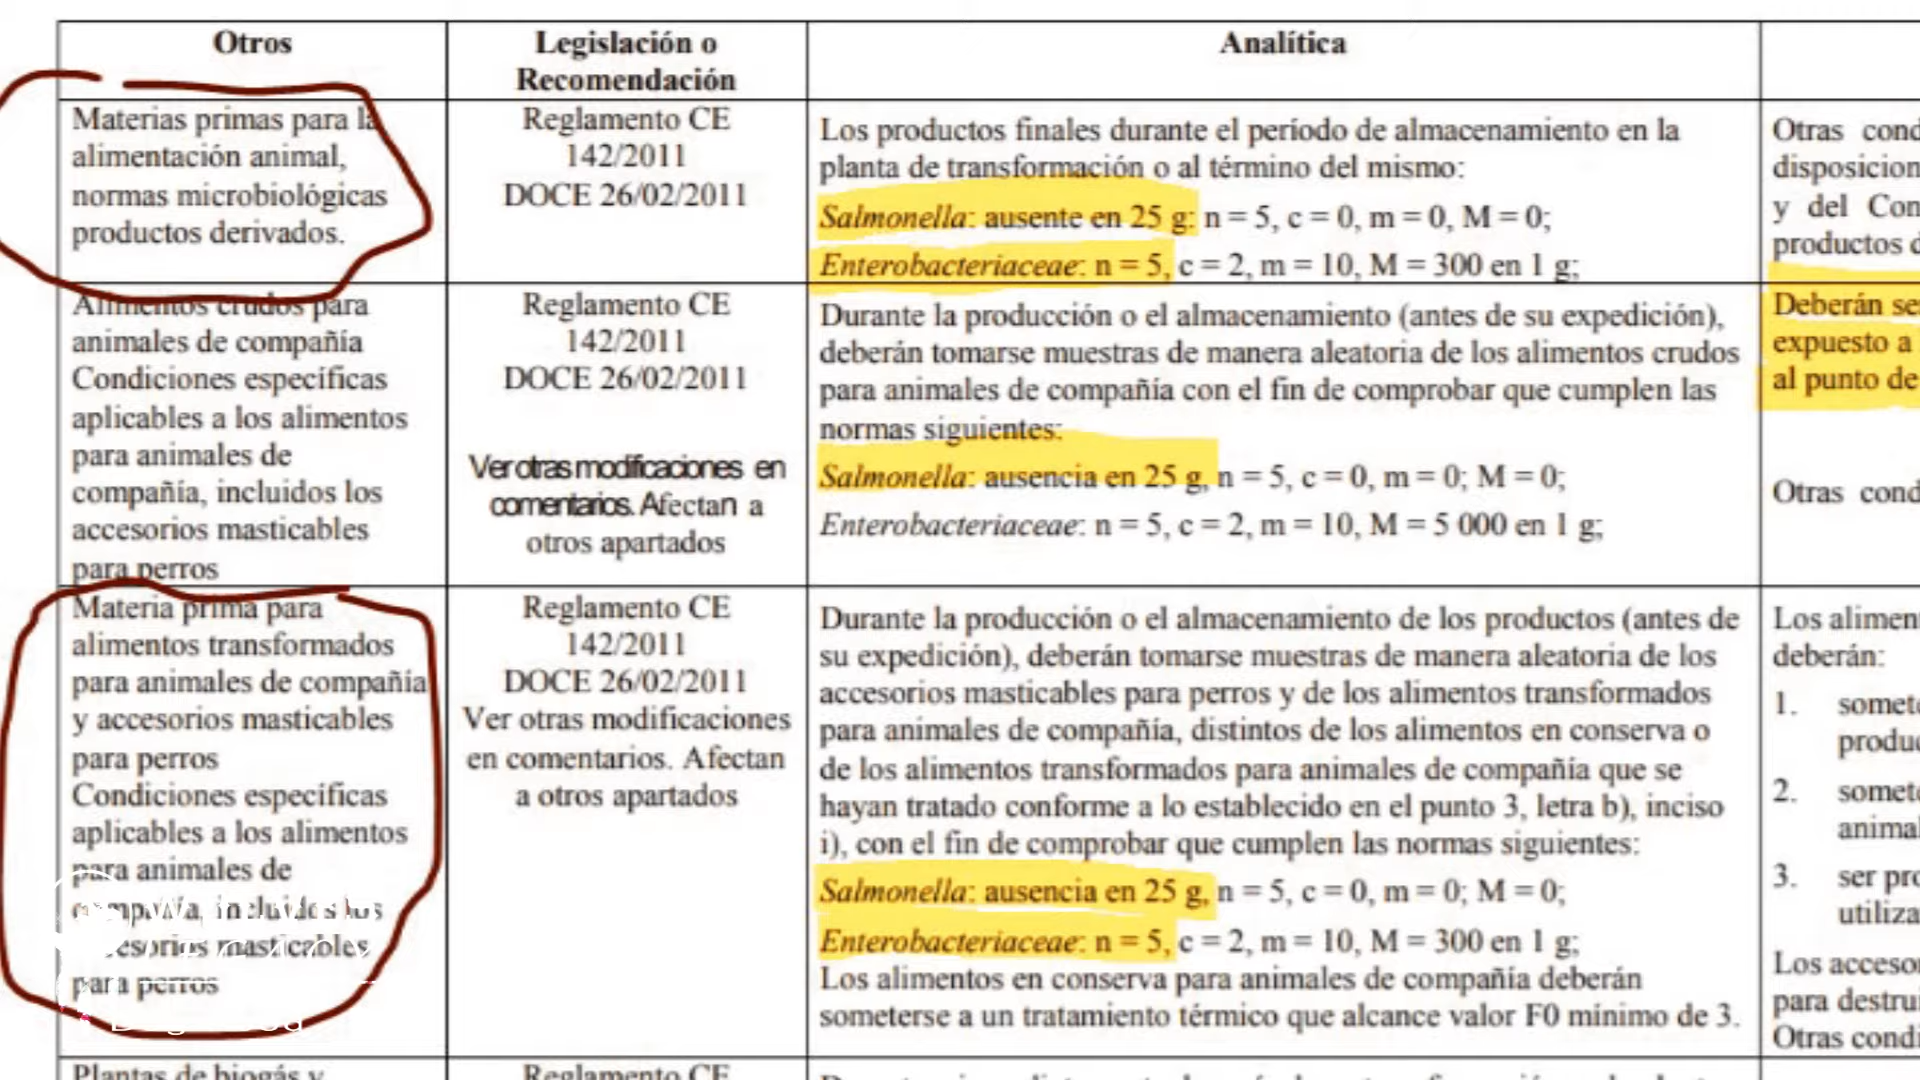 Otros
Legislación o
Recomendación
Analítica
Materias primas para la
alimentación animal,
normas microbiológicas
productos derivados.
Reglamento CE
142/2011
DOCE 26/02/2011
Los productos finales durante el período de almacenamiento en la
planta de transformación o al término del mismo:
Salmonella: ausente en 25 g: n = 5, c = 0, m = 0, M = 0;
Enterobacteriaceae: n = 5, c = 2, m = 10, M = 300 en 1 g;
Otras cond
disposicion
y del Con
productos d
Alimentos crudos para
animales de compañía
Condiciones específicas
aplicables a los alimentos
para animales de
compañía, incluidos los
accesorios masticables
para perros
Reglamento CE
142/2011
DOCE 26/02/2011
Ver otras modificaciones en
comentarios. Afectan a
otros apartados
Durante la producción o el almacenamiento (antes de su expedición),
deberán tomarse muestras de manera aleatoria de los alimentos crudos
para animales de compañía con el fin de comprobar que cumplen las
normas siguientes:
Salmonella: ausencia en 25 g, n = 5, c = 0, m = 0; M = 0;
Enterobacteriaceae: n = 5, c = 2, m = 10, M = 5 000 en 1 g;
Deberán se
expuesto a
al punto de
Otras cond
Materia prima para
alimentos transformados
para animales de compañía
y accesorios masticables
para perros
Condiciones específicas
aplicables a los alimentos
para animales de
compañía, incluidos los
accesorios masticables
para perros
Reglamento CE
142/2011
DOCE 26/02/2011
Ver otras modificaciones
en comentarios. Afectan
a otros apartados
Durante la producción o el almacenamiento de los productos (antes de
su expedición), deberán tomarse muestras de manera aleatoria de los
accesorios masticables para perros y de los alimentos transformados
para animales de compañía, distintos de los alimentos en conserva o
de los alimentos transformados para animales de compañía que se
hayan tratado conforme a lo establecido en el punto 3, letra b), inciso
i), con el fin de comprobar que cumplen las normas siguientes:
Salmonella: ausencia en 25 g, n = 5, c = 0, m = 0; M = 0;
Enterobacteriaceae: n = 5, c = 2, m = 10, M = 300 en 1 g;
Los alimentos en conserva para animales de compañía deberán
someterse a un tratamiento térmico que alcance valor F0 mínimo de 3.
Los alimen
deberán:
1. somete
produc
2. somete
animal
3. ser pro
utiliza
Los acceso
para destrui
Otras condi
Plantas de biogás y
Reglamento CE